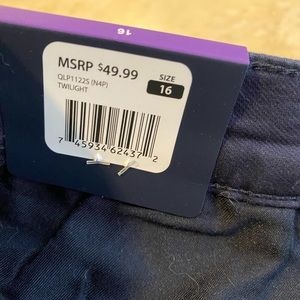 16
MSRP $49.99
QLP1122S (N4P)
TWILIGHT
SIZE
16
7 45934 62437 2